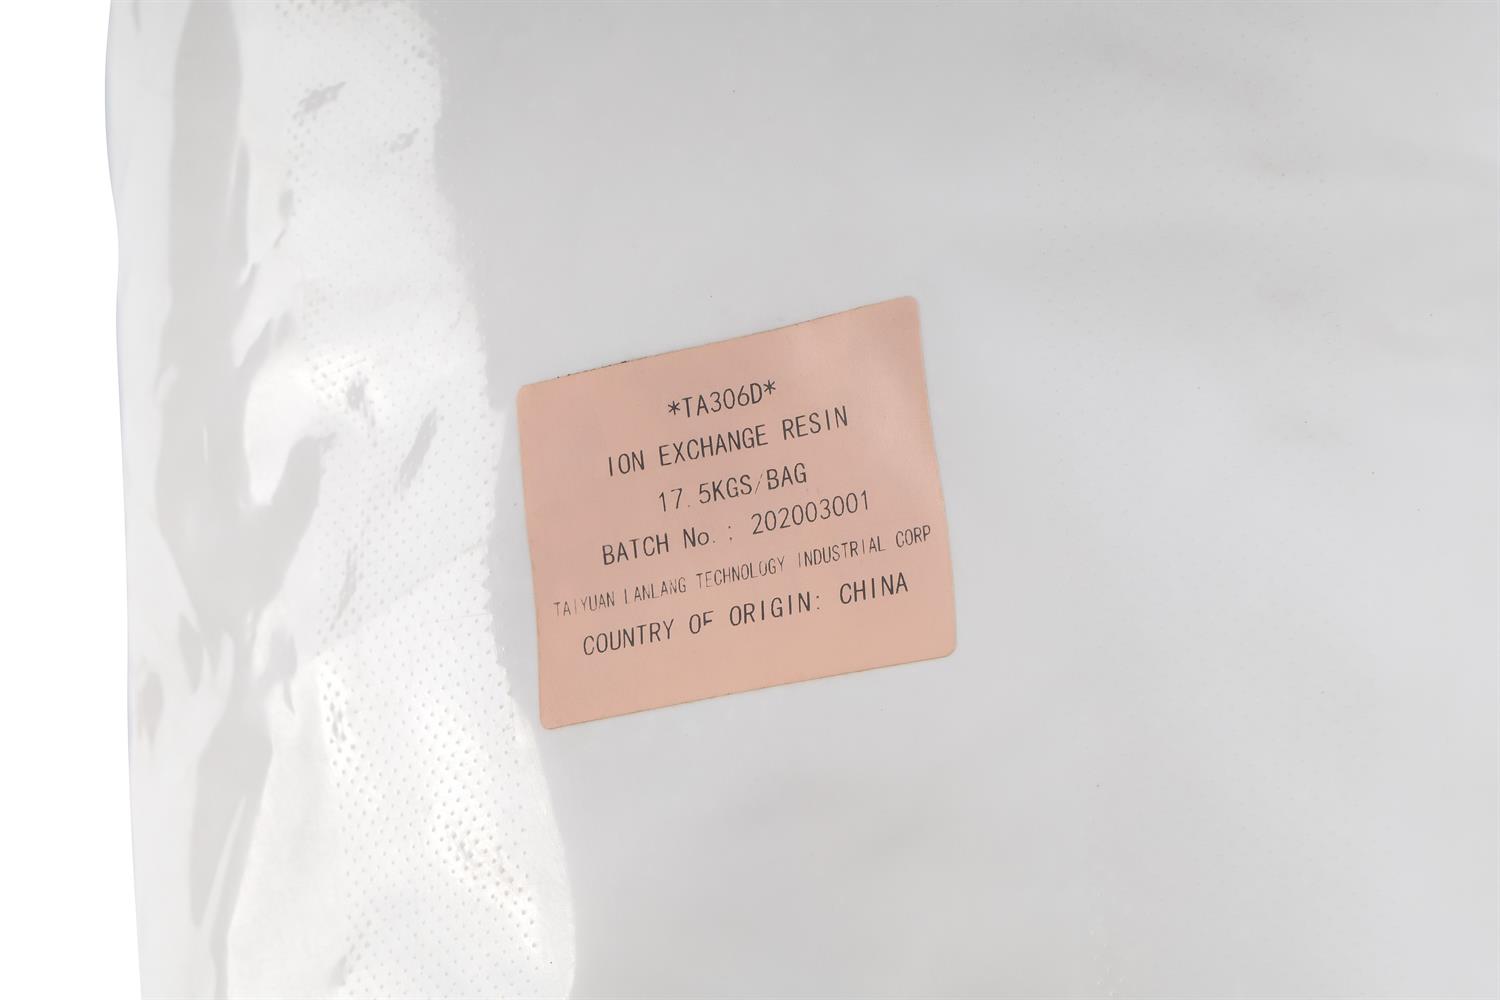 *TA306D*
ION EXCHANGE RESIN
17.5KGS/BAG
BATCH No.: 202003001
TAIYUAN LANLANG TECHNOLOGY INDUSTRIAL CORP
COUNTRY OF ORIGIN: CHINA